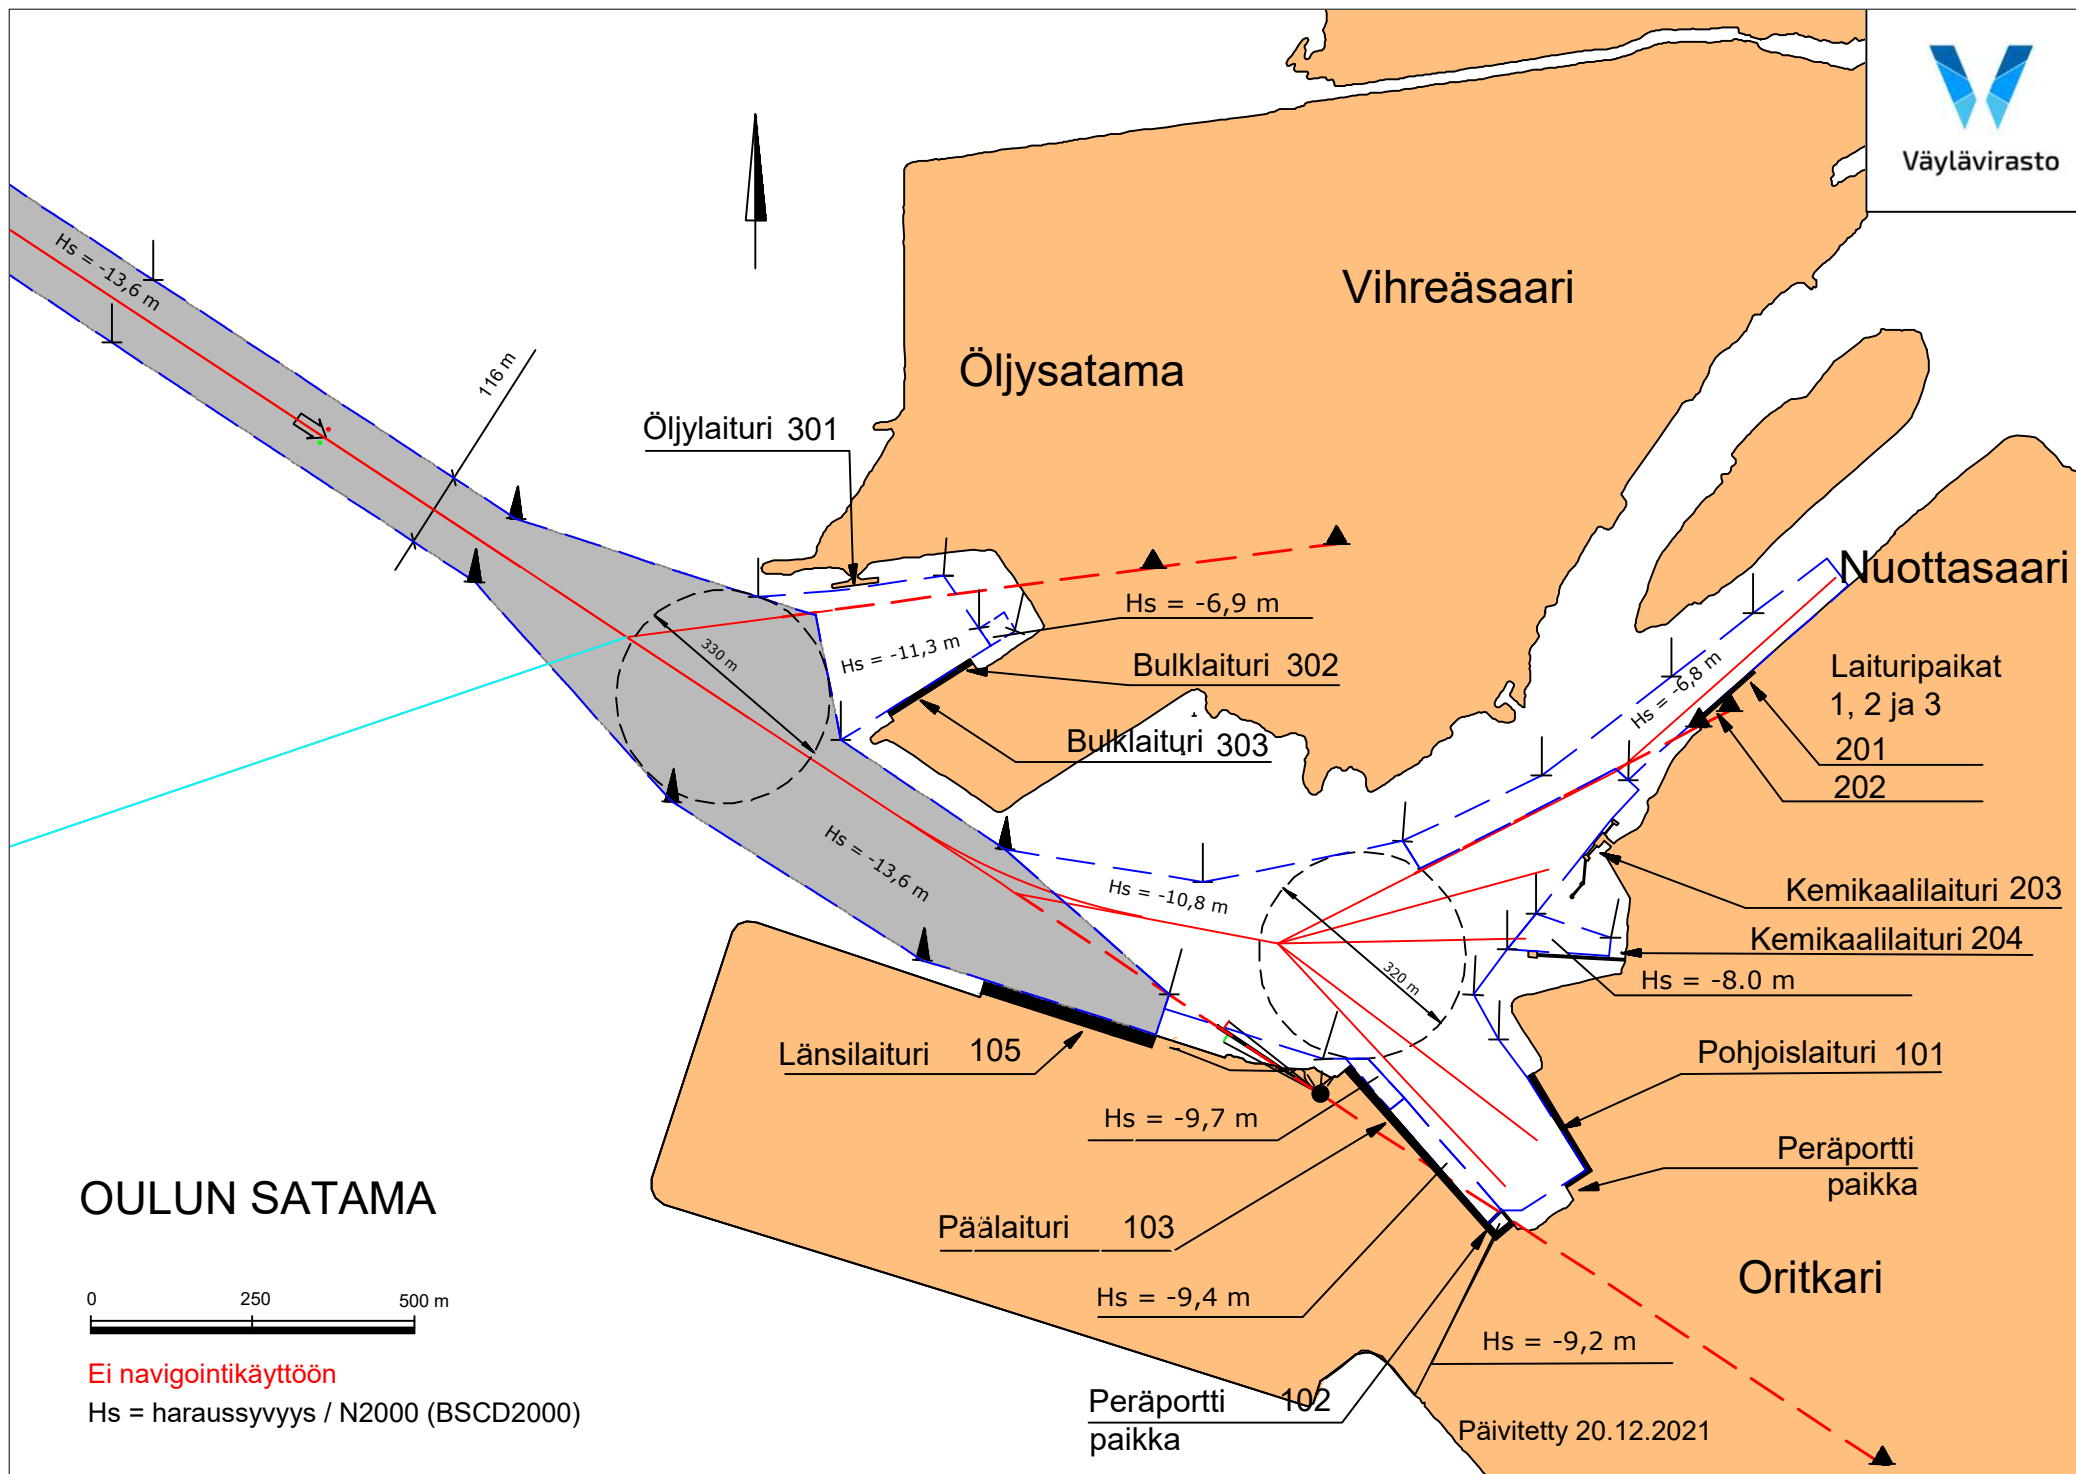 Väylävirasto
Hs = -13,6 m
116 m
Vihreäsaari
Öljysatama
Öljylaituri 301
Nuottasaari
Hs = -6,9 m
330 m
Hs = -11,3 m
Bulklaituri 302
Hs = -6,8 m
Laituripaikat
1, 2 ja 3
Bulklaituri 303
201
202
Hs = -13,6 m
Hs = -10,8 m
Kemikaalilaituri 203
Kemikaalilaituri 204
320 m
Hs = -8.0 m
Länsilaituri 105
Pohjoislaituri 101
Hs = -9,7 m
Peräportti
paikka
OULUN SATAMA
Päälaituri 103
Oritkari
Hs = -9,4 m
0 250 500 m
Hs = -9,2 m
Ei navigointikäyttöön
Hs = haraussyvyys / N2000 (BSCD2000)
Peräportti 102
paikka
Päivitetty 20.12.2021